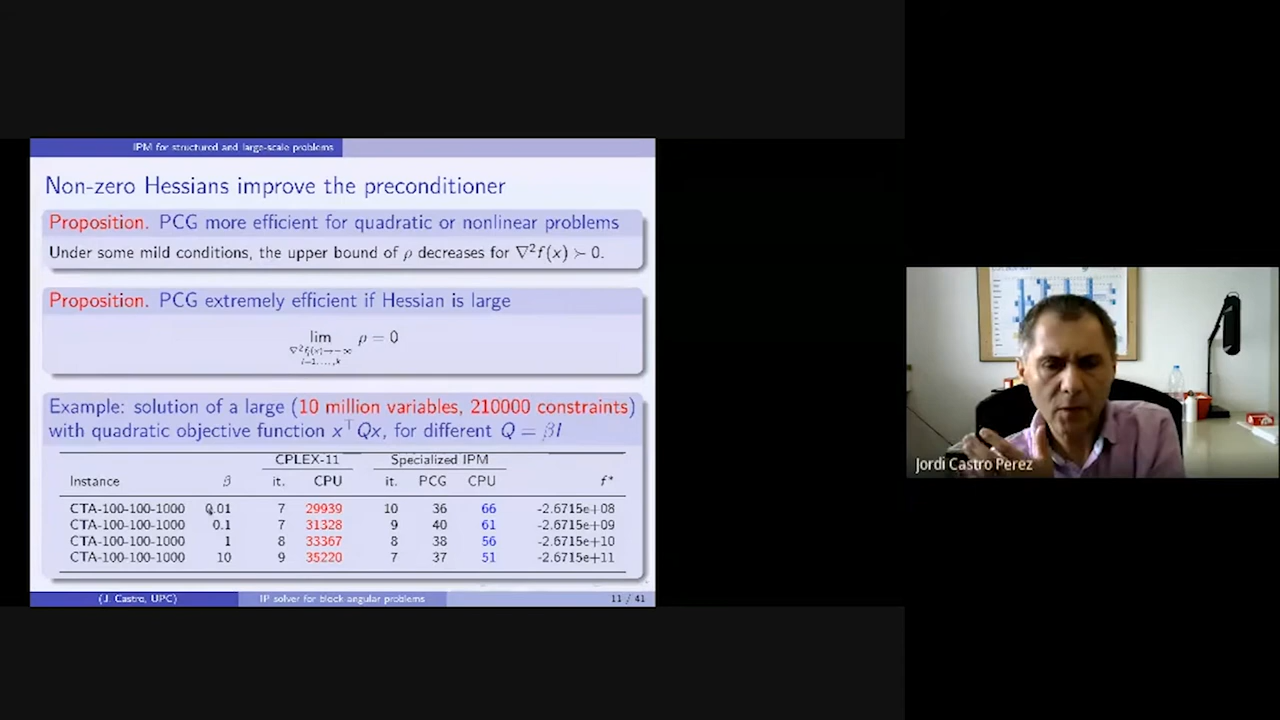 IPM for structured and large-scale problems
Non-zero Hessians improve the preconditioner
Proposition. PCG more efficient for quadratic or nonlinear problems
Under some mild conditions, the upper bound of ρ decreases for ∇²f(x) ≻ 0.
Proposition. PCG extremely efficient if Hessian is large
lim ρ = 0
i=1,...,k
Example: solution of a large (10 million variables, 210000 constraints)
with quadratic objective function x⊤Qx, for different Q = βI
CPLEX-11 Specialized IPM
Instance β it. CPU it. PCG CPU f*
CTA-100-100-1000 0.01 7 29939 10 36 66 -2.6715e+08
CTA-100-100-1000 0.1 7 31328 9 40 61 -2.6715e+09
CTA-100-100-1000 1 8 33367 8 38 56 -2.6715e+10
CTA-100-100-1000 10 9 35220 7 37 51 -2.6715e+11
(J. Castro, UPC) IP solver for block angular problems 11 / 41
Jordi Castro Perez